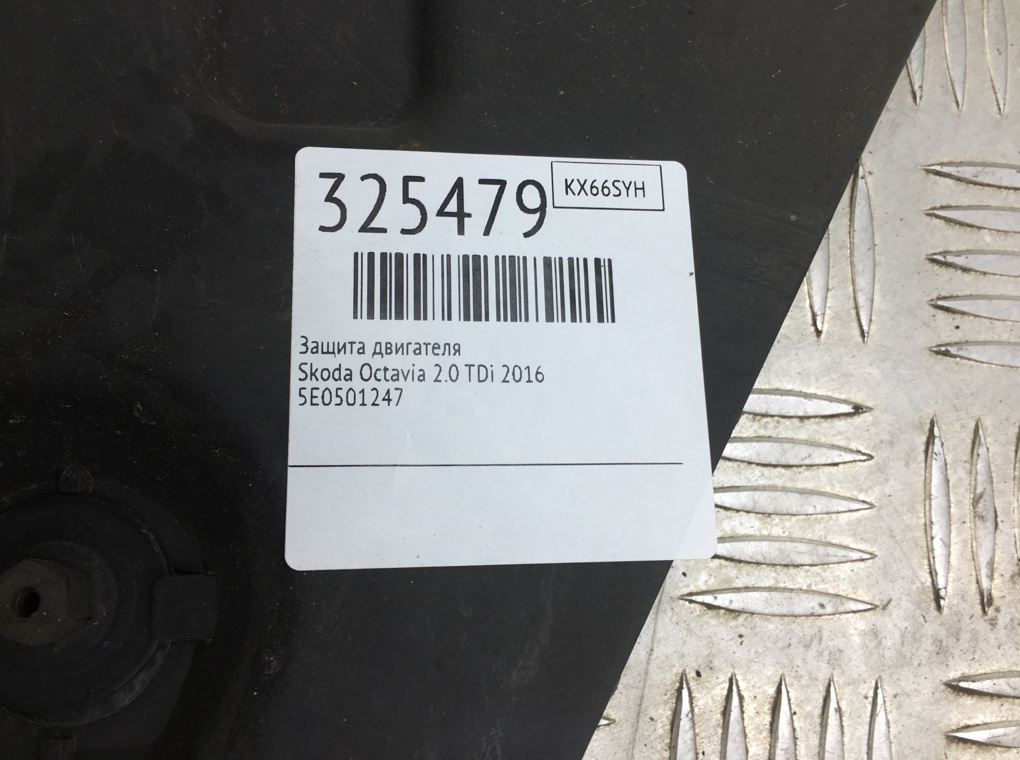 325479
KX66SYH
Защита двигателя
Skoda Octavia 2.0 TDi 2016
5E0501247